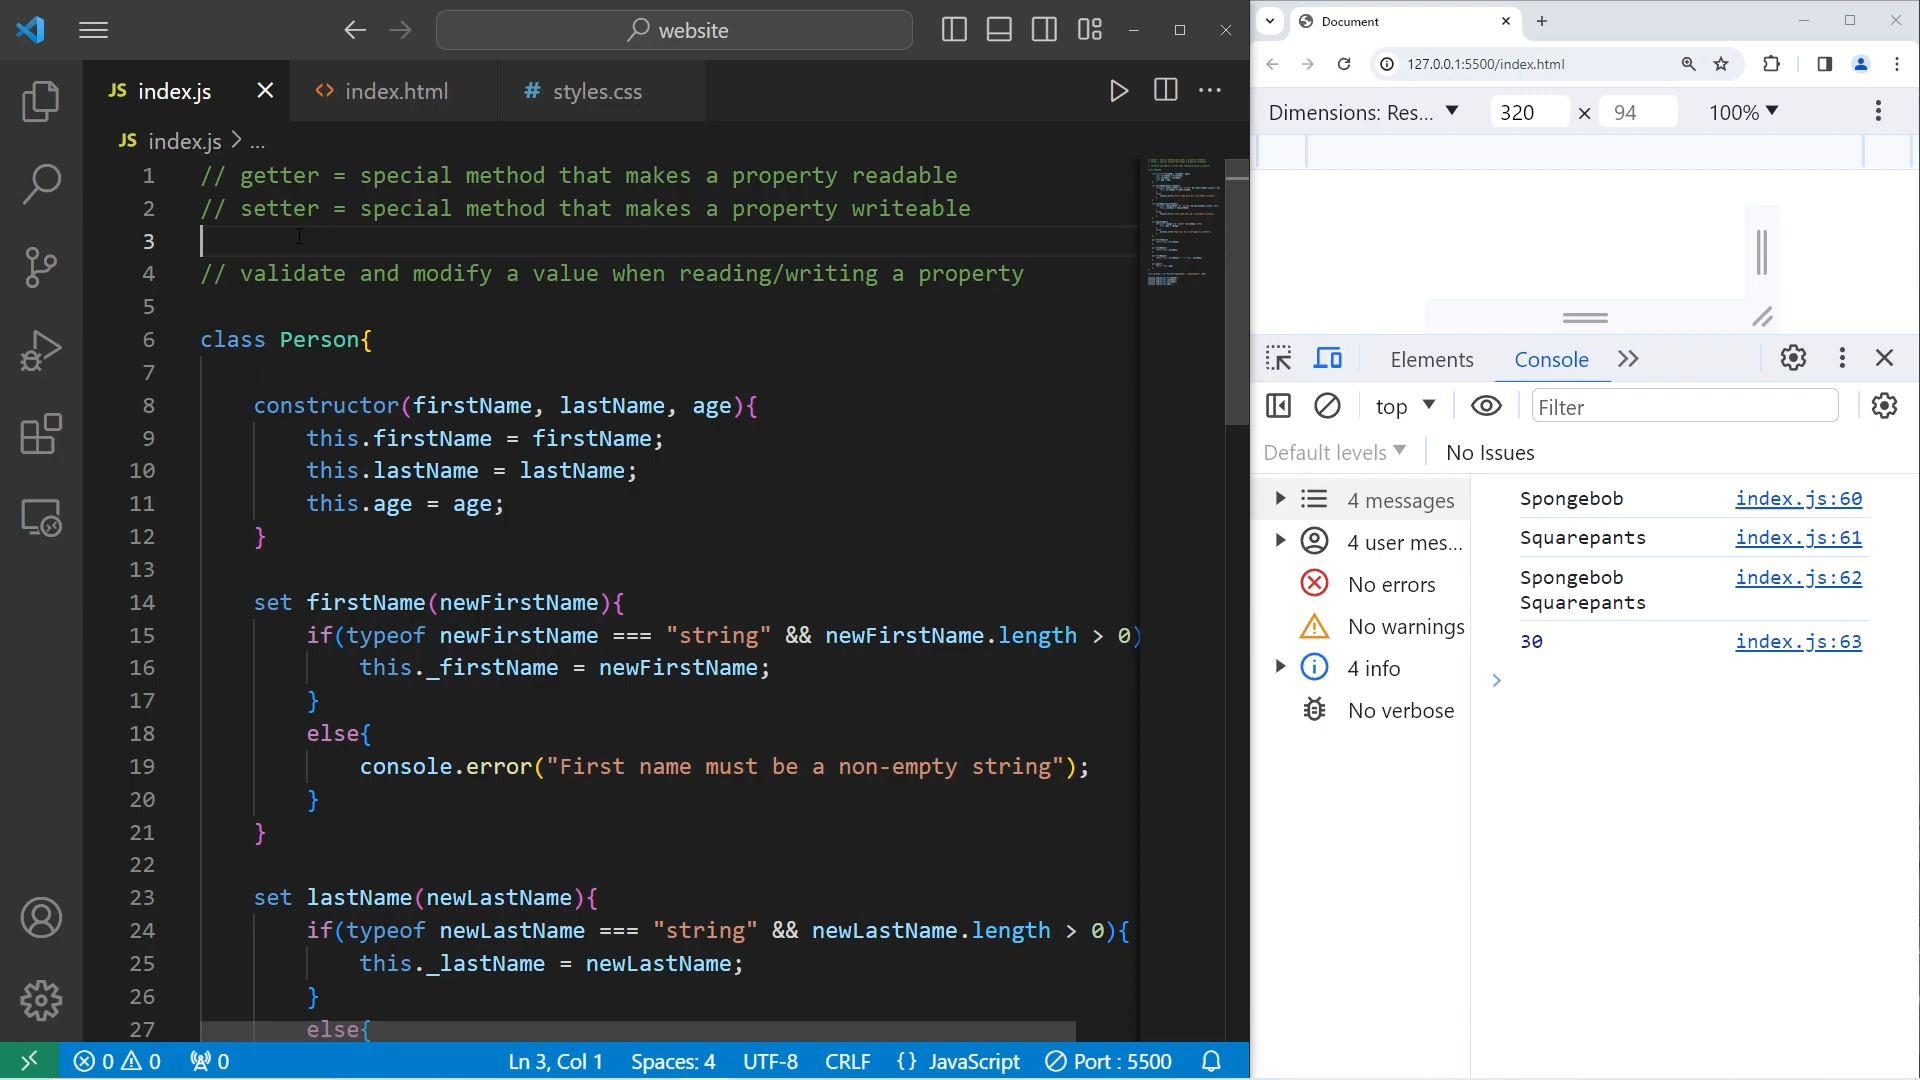 website
JS index.js
index.html
# styles.css
JS index.js > ...
1 // getter = special method that makes a property readable
2 // setter = special method that makes a property writeable
3
4 // validate and modify a value when reading/writing a property
5
6 class Person{
7
8 constructor(firstName, lastName, age){
9 this.firstName = firstName;
10 this.lastName = lastName;
11 this.age = age;
12 }
13
14 set firstName(newFirstName){
15 if(typeof newFirstName === "string" && newFirstName.length > 0)
16 this._firstName = newFirstName;
17 }
18 else{
19 console.error("First name must be a non-empty string");
20 }
21 }
22
23 set lastName(newLastName){
24 if(typeof newLastName === "string" && newLastName.length > 0){
25 this._lastName = newLastName;
26 }
27 else{
0 0 0 Ln 3, Col 1 Spaces: 4 UTF-8 CRLF {} JavaScript Port : 5500
Document
127.0.0.1:5500/index.html
Dimensions: Res... 320 × 94 100%
Elements Console
top Filter
Default levels No Issues
4 messages
4 user mes...
No errors
No warnings
4 info
No verbose
Spongebob index.js:60
Squarepants index.js:61
Spongebob index.js:62
Squarepants
30 index.js:63